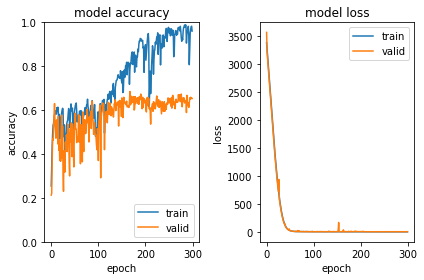 model accuracy
1.0
0.8
0.6
0.4
0.2
0.0
accuracy
0 100 200 300
epoch
train
valid
model loss
3500
3000
2500
2000
1500
1000
500
0
loss
0 100 200 300
epoch
train
valid